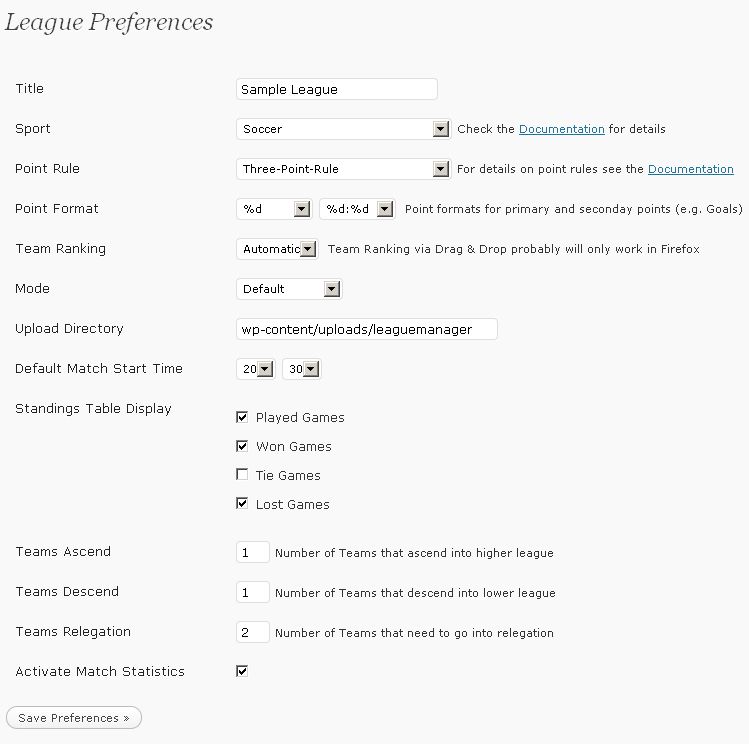 League Preferences
Title Sample League
Sport Soccer Check the Documentation for details
Point Rule Three-Point-Rule For details on point rules see the Documentation
Point Format %d %d:%d Point formats for primary and seconday points (e.g. Goals)
Team Ranking Automatic Team Ranking via Drag & Drop probably will only work in Firefox
Mode Default
Upload Directory wp-content/uploads/leaguemanager
Default Match Start Time 20 30
Standings Table Display
Played Games
Won Games
Tie Games
Lost Games
Teams Ascend 1 Number of Teams that ascend into higher league
Teams Descend 1 Number of Teams that descend into lower league
Teams Relegation 2 Number of Teams that need to go into relegation
Activate Match Statistics
Save Preferences »